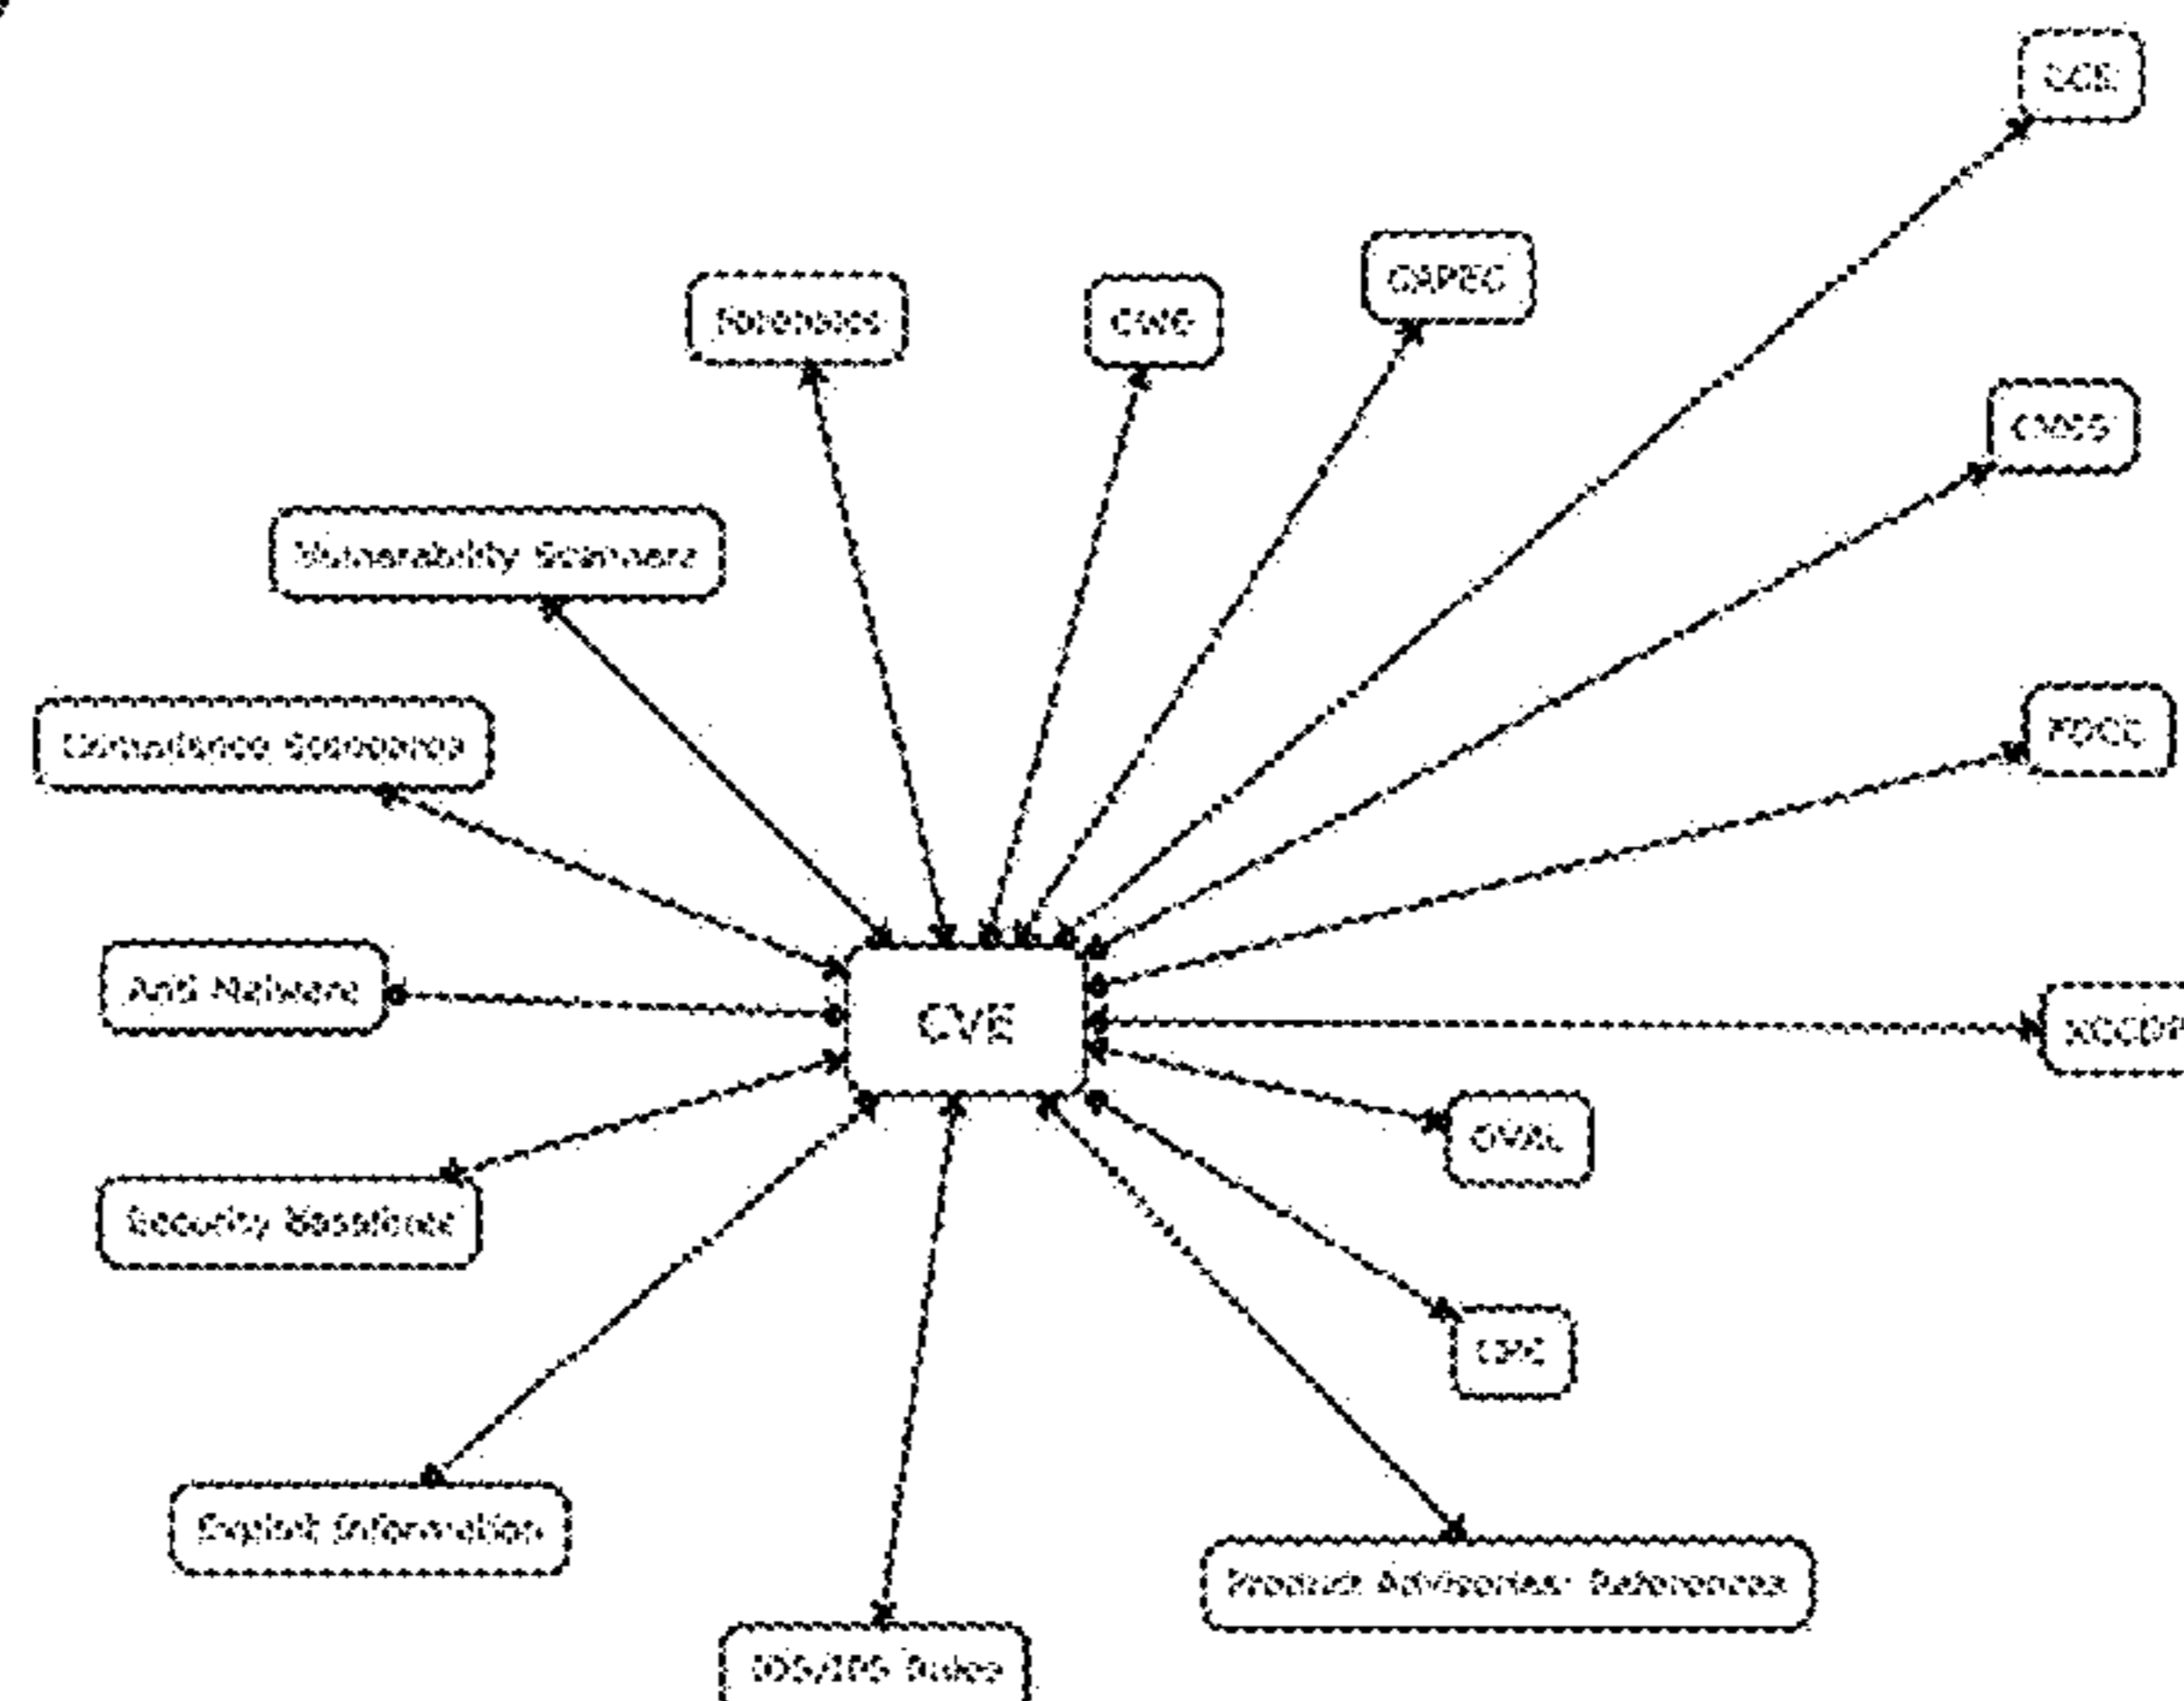 CCE
CAPEC
Forensics
CWE
CVSS
Vulnerability Scanners
FDCC
Compliance Scanners
Anti Malware
CVE
XCCDF
OVAL
Security Baselines
CPE
Exploit Information
Product Advisories: References
IDS/IPS Rules